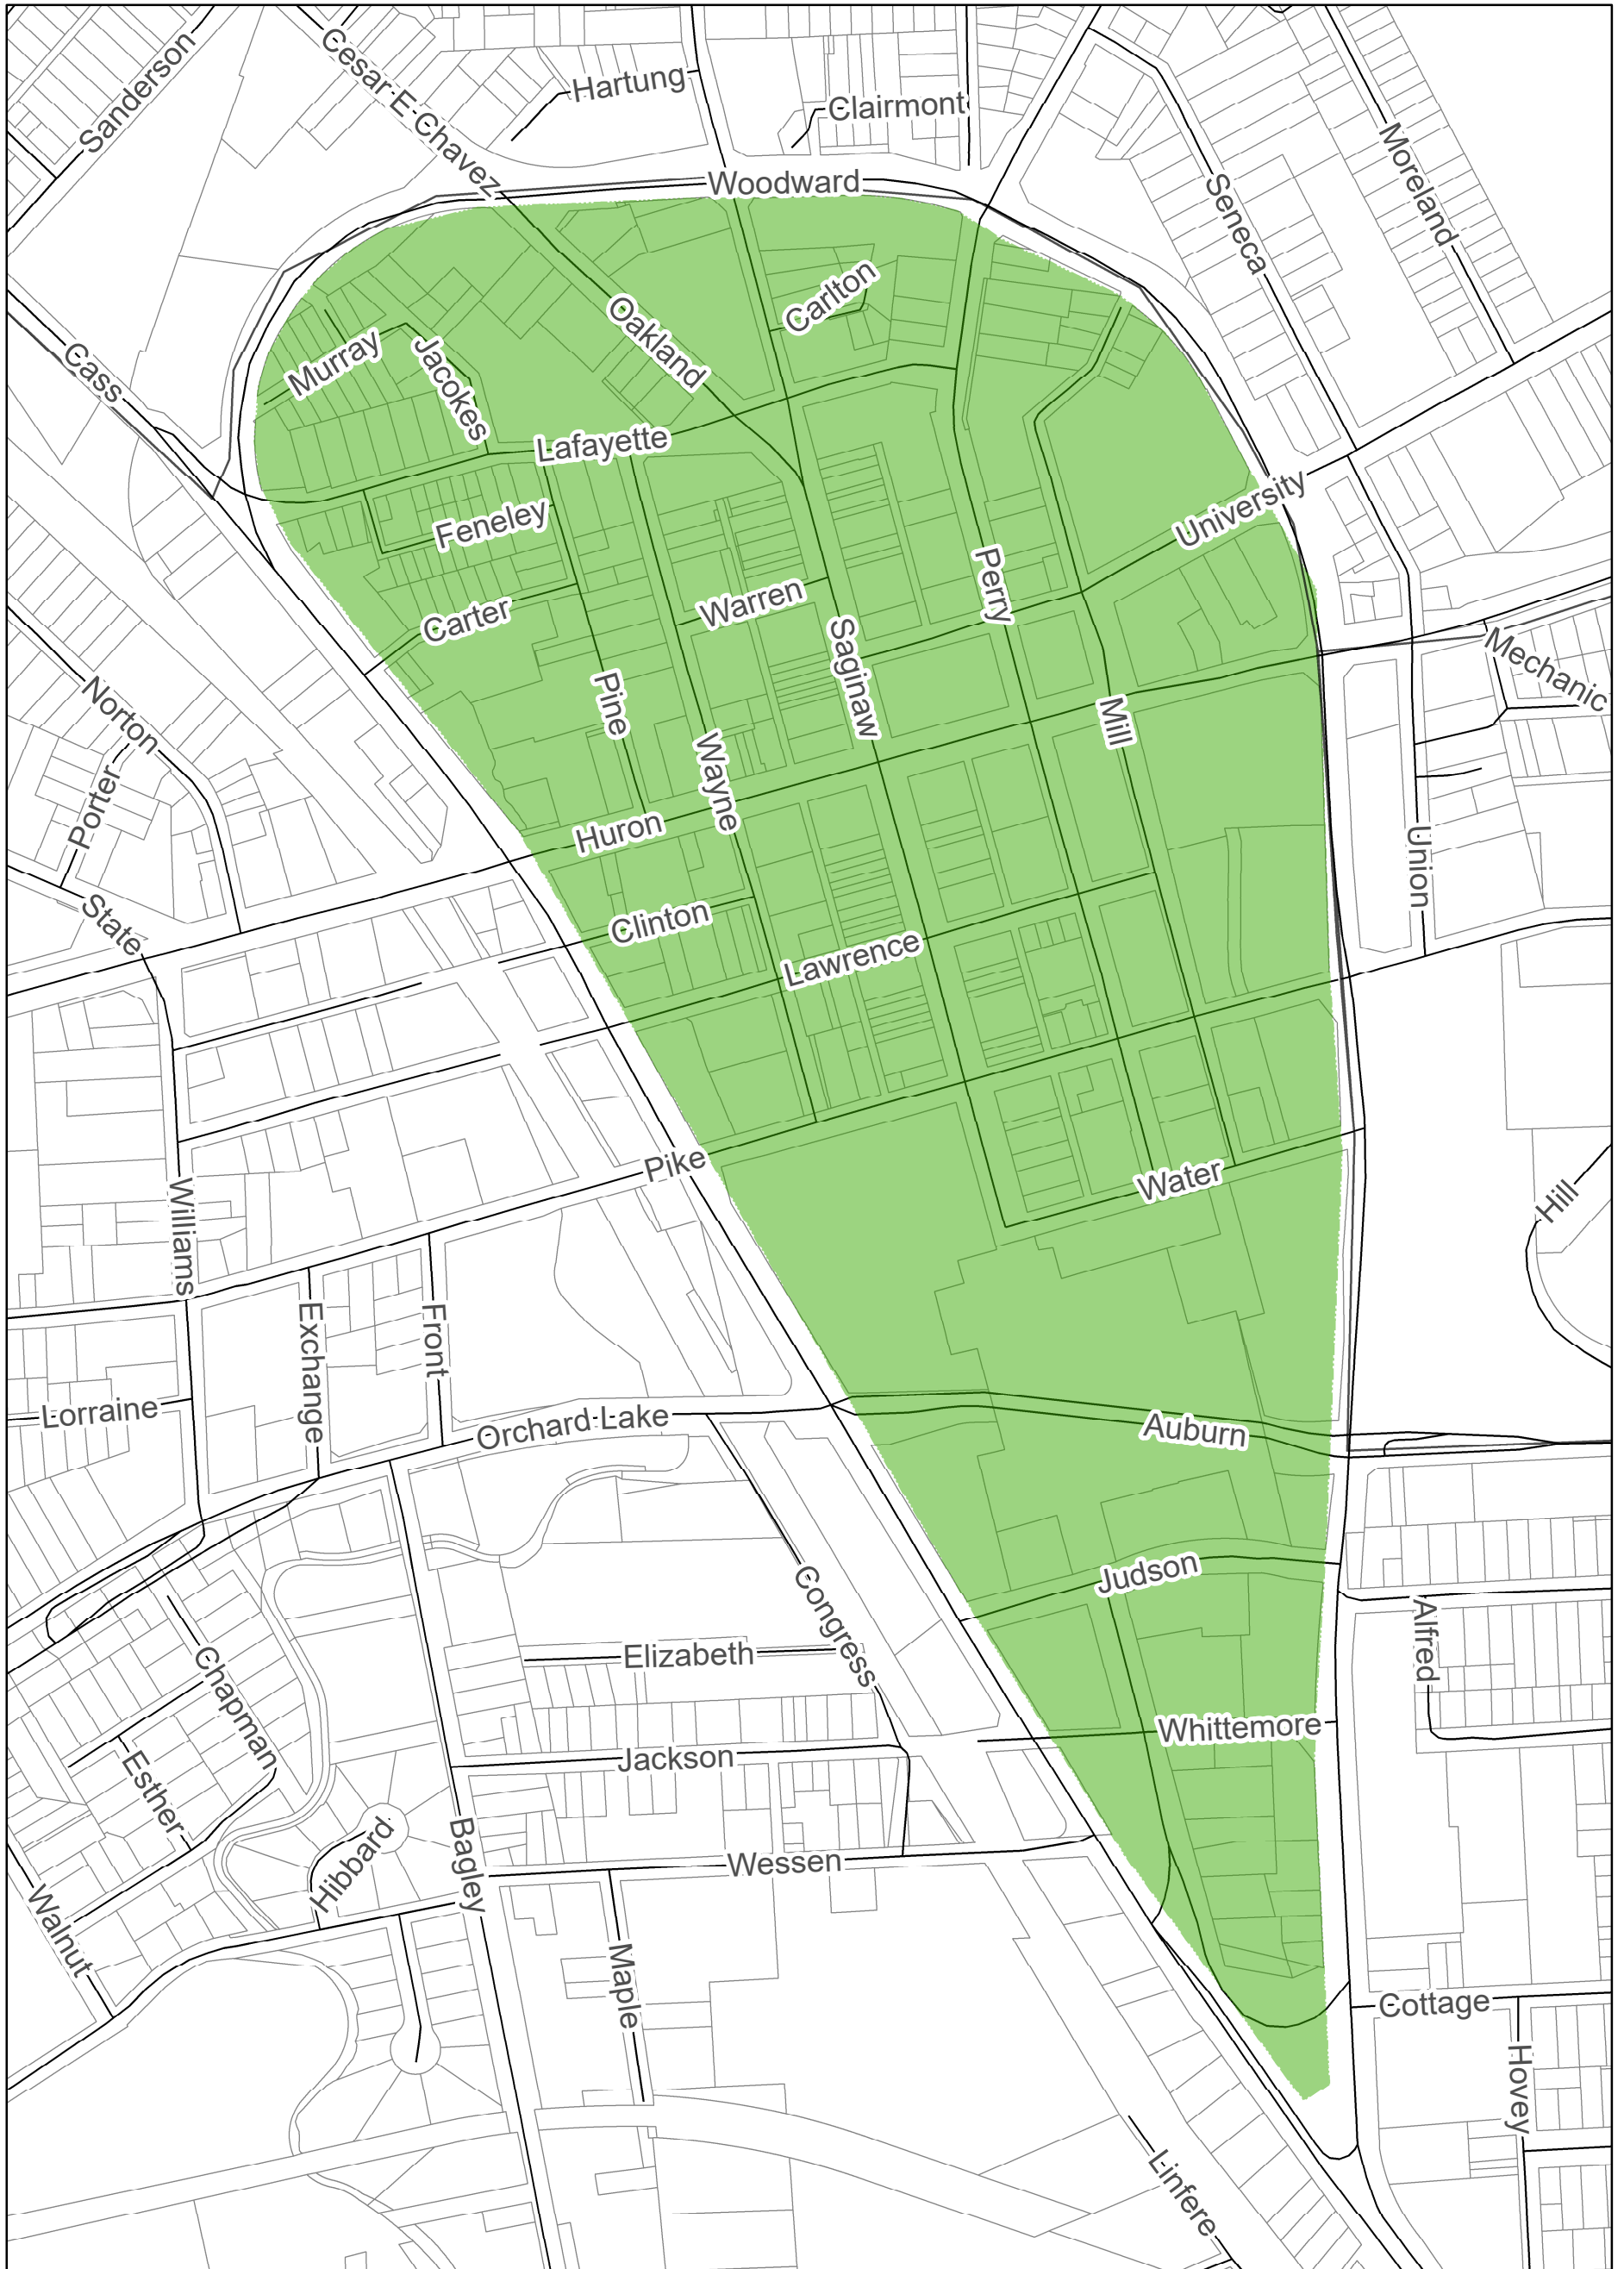 Sanderson
Cesar E Chavez
Hartung
Clairmont
Moreland
Woodward
Seneca
Carlton
Oakland
Murray
Jacokes
Cass
Lafayette
Feneley
University
Perry
Warren
Carter
Saginaw
Mechanic
Norton
Pine
Mill
Wayne
Porter
Huron
Union
State
Clinton
Lawrence
Pike
Water
Hill
Williams
Exchange
Front
Lorraine
Orchard Lake
Auburn
Judson
Congress
Alfred
Elizabeth
Chapman
Whittemore
Jackson
Esther
Hibbard
Bagley
Wessen
Walnut
Maple
Cottage
Hovey
Linfere